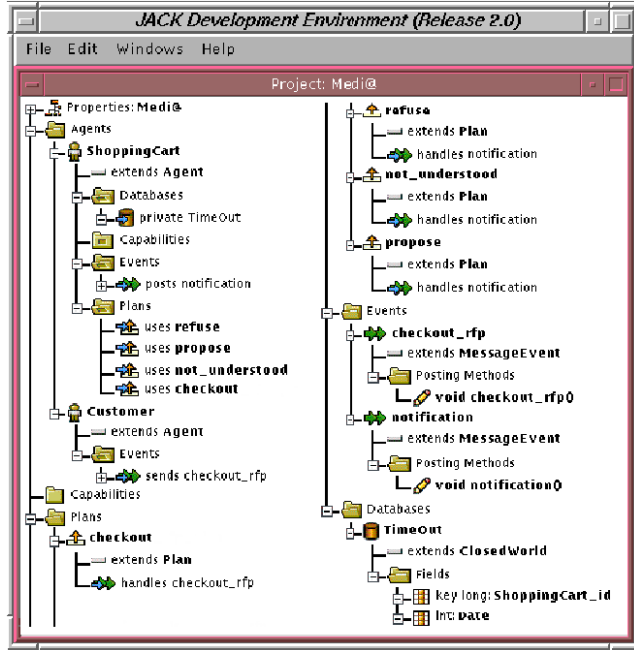 JACK Development Environment (Release 2.0)
File Edit Windows Help
Project: Medi@
Properties: Medi@
Agents
ShoppingCart
extends Agent
Databases
private TimeOut
Capabilities
Events
posts notification
Plans
uses refuse
uses propose
uses not_understood
uses checkout
Customer
extends Agent
Events
sends checkout_rfp
Capabilities
Plans
checkout
extends Plan
handles checkout_rfp
refuse
extends Plan
handles notification
not_understood
extends Plan
handles notification
propose
extends Plan
handles notification
Events
checkout_rfp
extends MessageEvent
Posting Methods
void checkout_rfp()
notification
extends MessageEvent
Posting Methods
void notification()
Databases
TimeOut
extends ClosedWorld
Fields
Key long: ShoppingCart_id
Int: Date